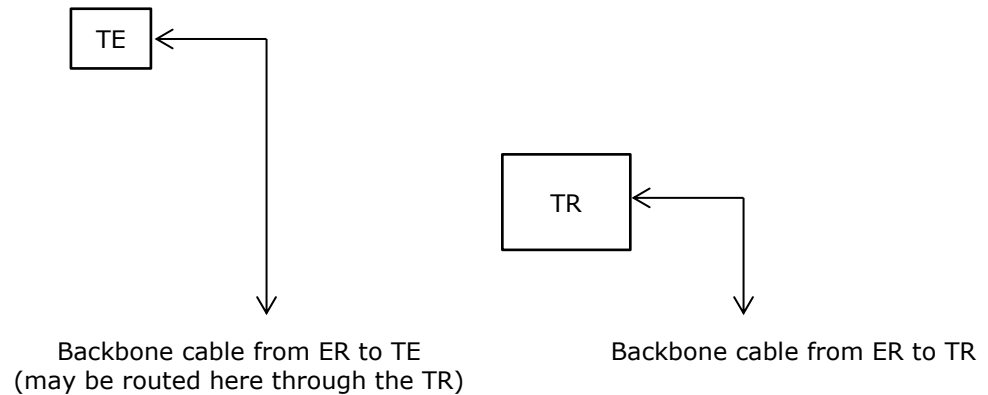 TE
TR
Backbone cable from ER to TE
(may be routed here through the TR)
Backbone cable from ER to TR